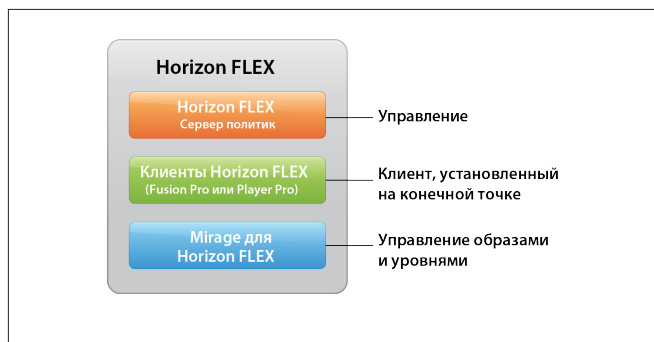 Horizon FLEX
Horizon FLEX
Сервер политик
Управление
Клиенты Horizon FLEX
(Fusion Pro или Player Pro)
Клиент, установленный
на конечной точке
Mirage для
Horizon FLEX
Управление образами
и уровнями